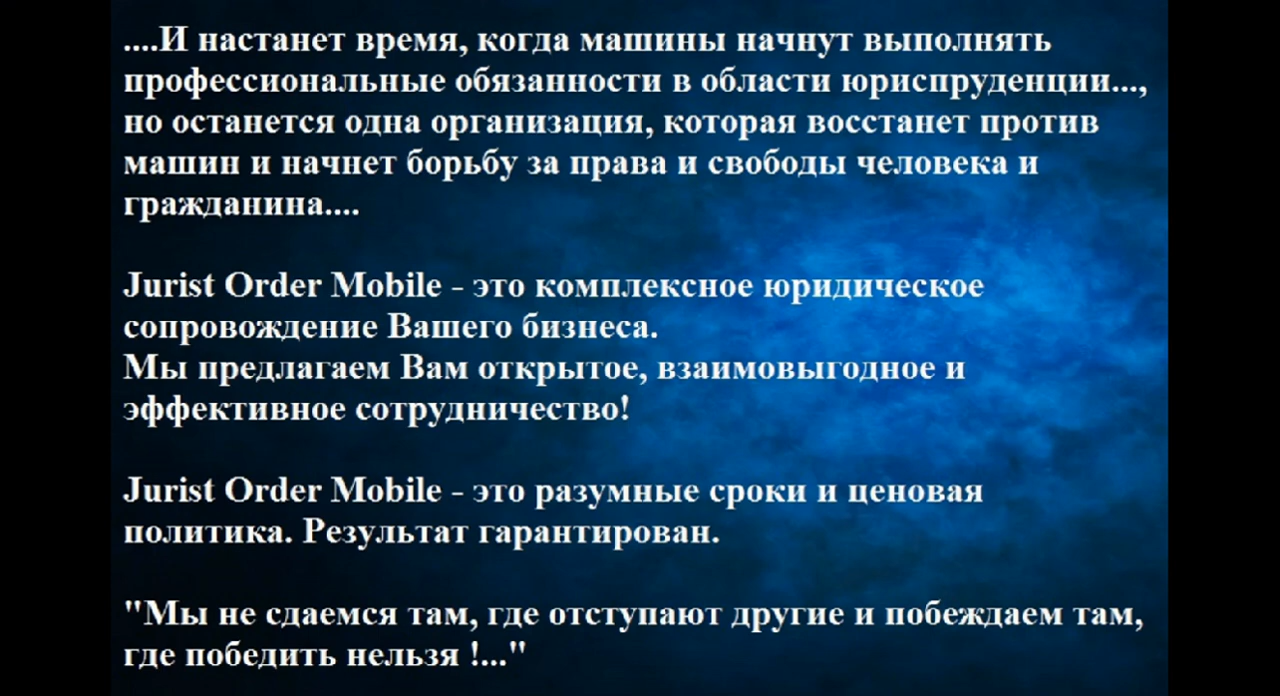 ....И настанет время, когда машины начнут выполнять
профессиональные обязанности в области юриспруденции...,
но останется одна организация, которая восстанет против
машин и начнет борьбу за права и свободы человека и
гражданина....
Jurist Order Mobile - это комплексное юридическое
сопровождение Вашего бизнеса.
Мы предлагаем Вам открытое, взаимовыгодное и
эффективное сотрудничество!
Jurist Order Mobile - это разумные сроки и ценовая
политика. Результат гарантирован.
"Мы не сдаемся там, где отступают другие и побеждаем там,
где победить нельзя !..."